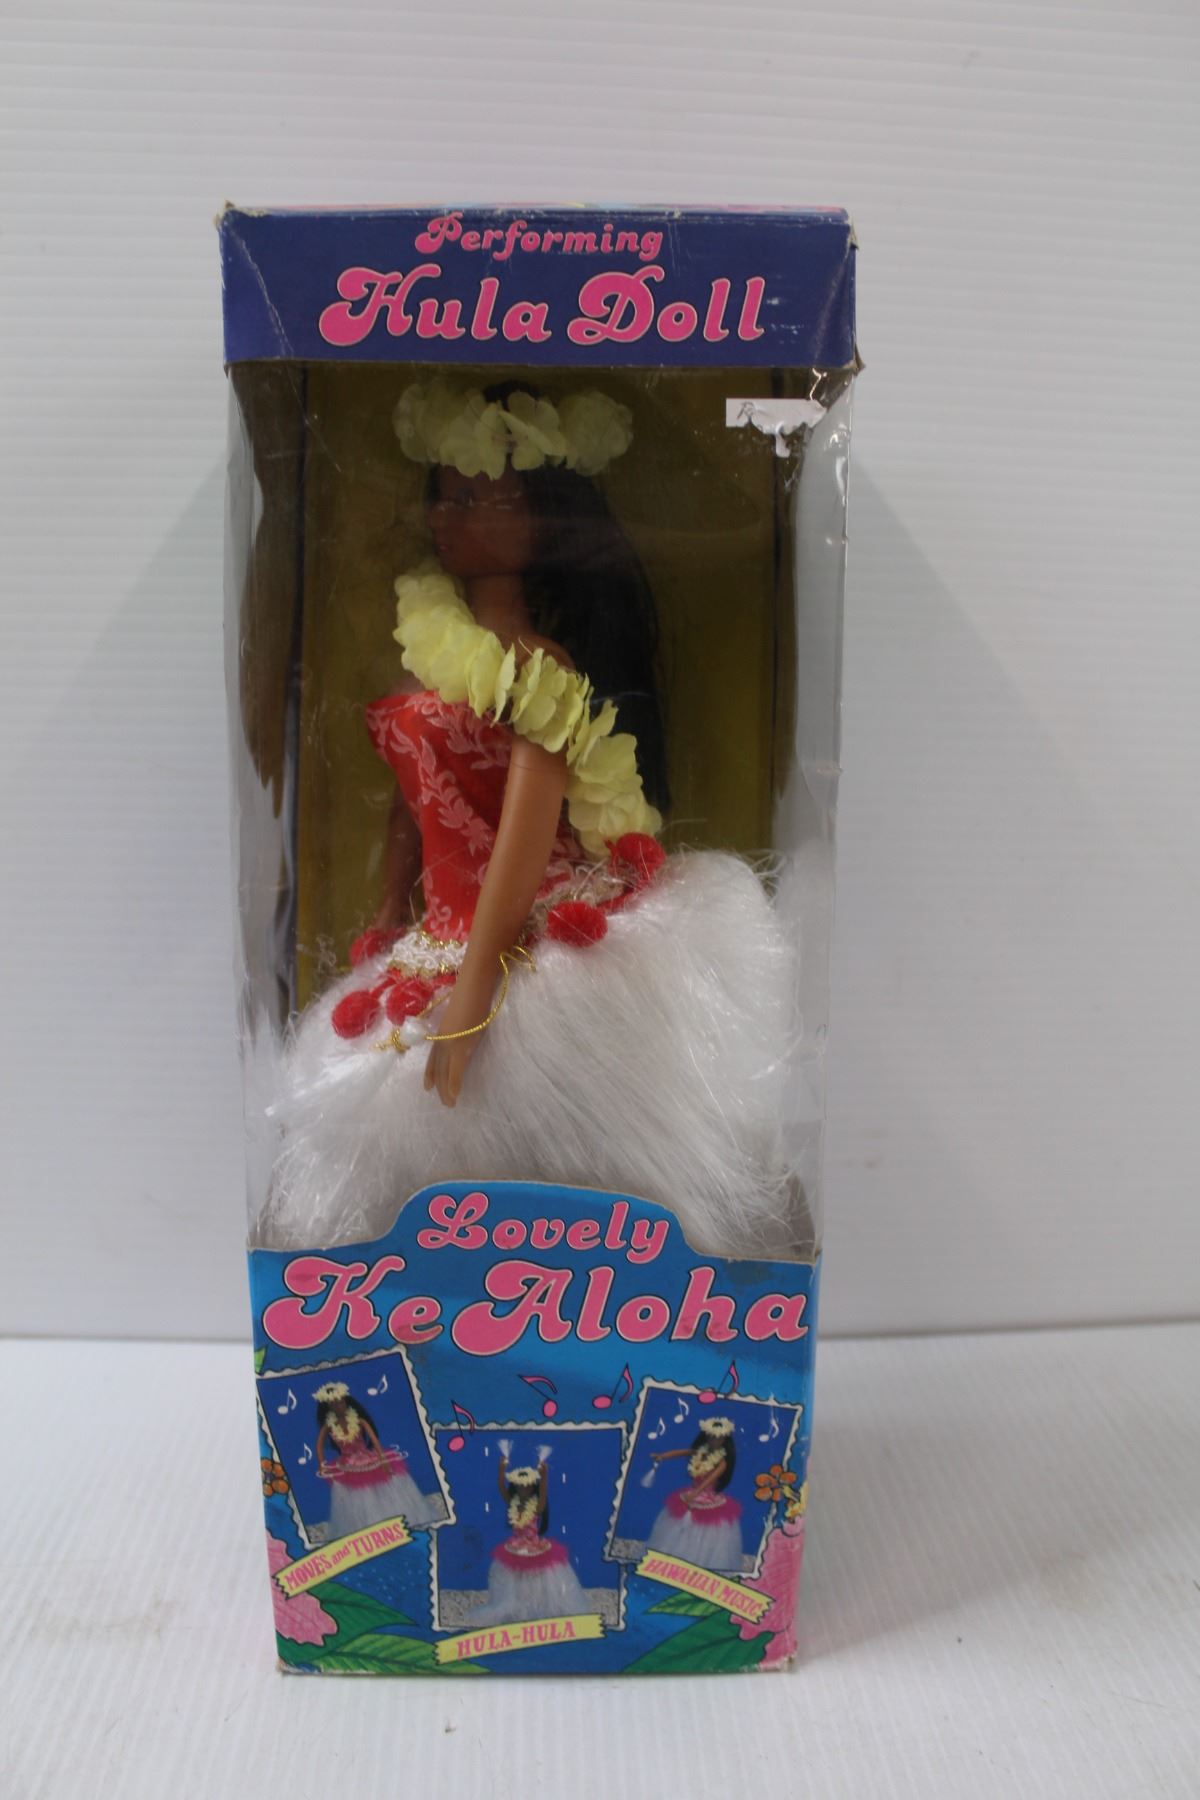 Performing
Hula Doll
Lovely
Ke Aloha
MOVES and TURNS
HULA-HULA
HAWAIIAN MUSIC